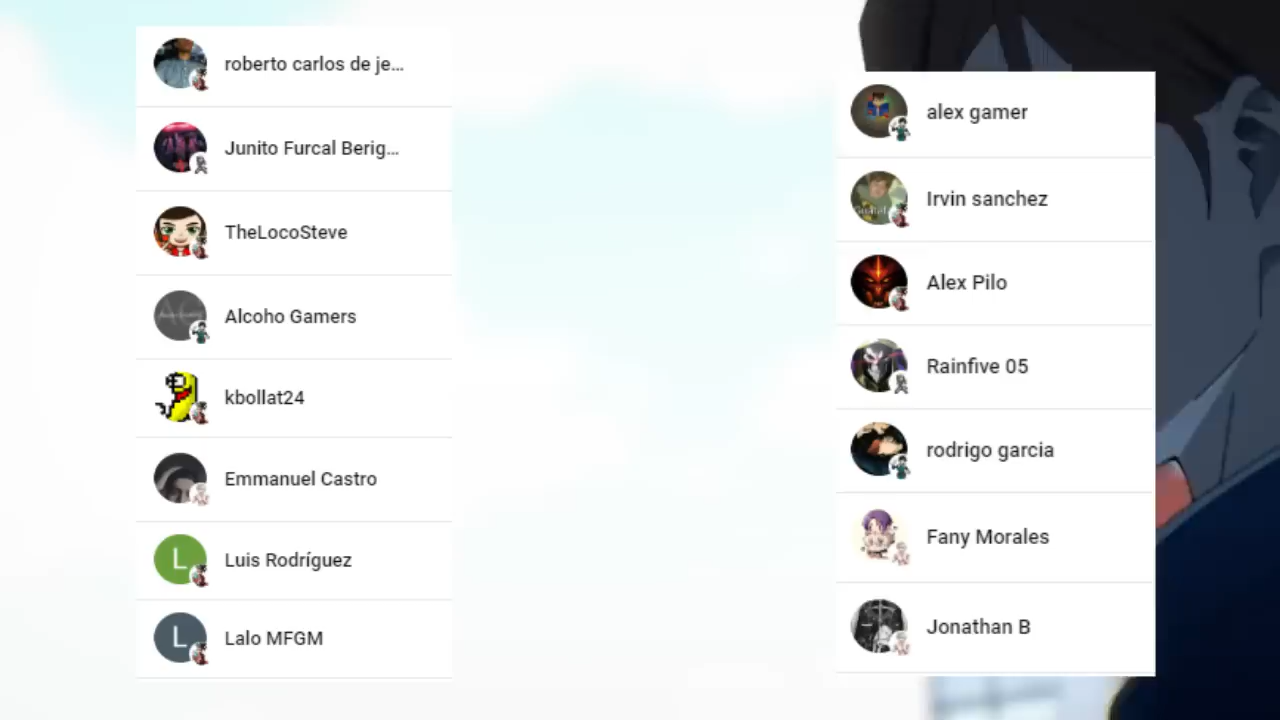 roberto carlos de je...
Junito Furcal Berig...
TheLocoSteve
Alcoho Gamers
kbollat24
Emmanuel Castro
L
Luis Rodríguez
L
Lalo MFGM
alex gamer
Irvin sanchez
Alex Pilo
Rainfive 05
rodrigo garcia
Fany Morales
Jonathan B